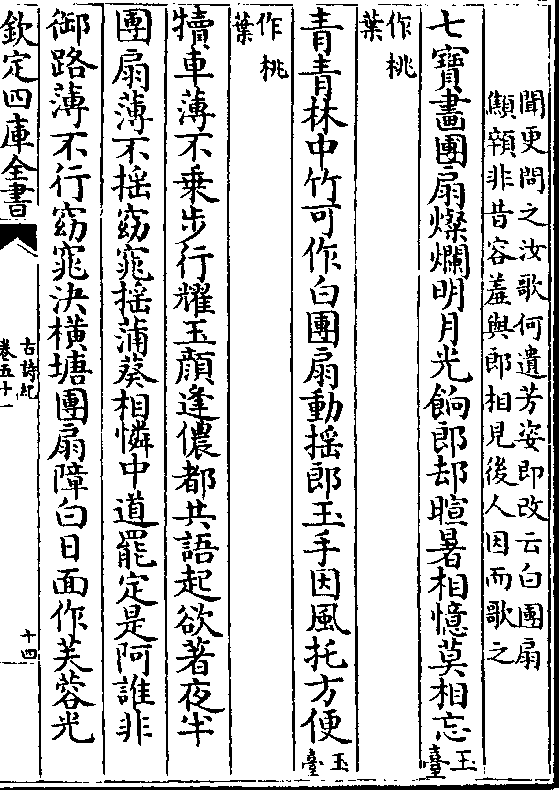 聞更問之汝歌何遺芳姿即改云白團扇
顦顇非昔容羞與郎相見後人因而歌之
七寶畫團扇燦爛明月光餉郎却暄暑相憶莫相忘玉臺
作桃
葉
青青林中竹可作白團扇動揺郎玉手因風托方便玉臺
作桃
葉
犢車薄不乗步行耀玉顔逢儂都共語起欲著夜半
團扇薄不揺窈窕揺蒲葵相憐中道罷定是阿誰非
御路薄不行窈窕決橫塘團扇障白日面作芙蓉光
欽定四庫全書
古詩紀
卷五十一
十四